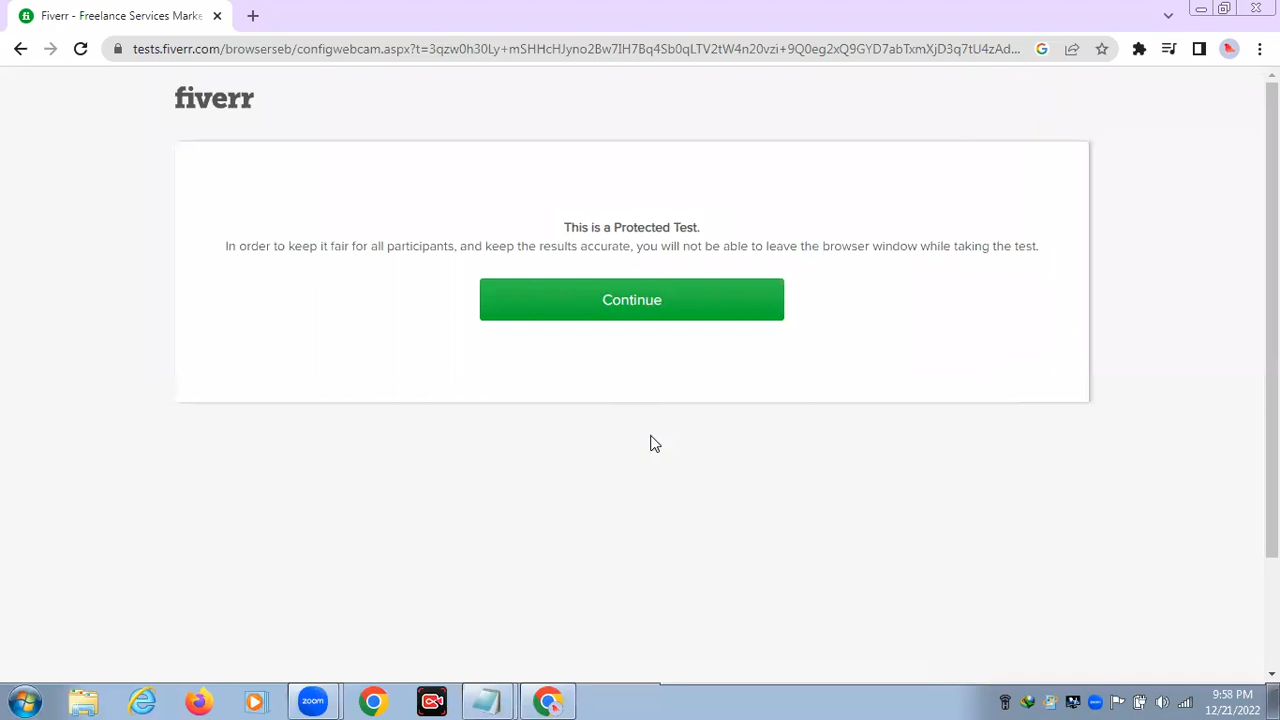 Fiverr - Freelance Services Marke
tests.fiverr.com/browserseb/configwebcam.aspx?t=3qzw0h30Ly+mSHHcHJyno2Bw7IH7Bq4Sb0qLTV2tW4n20vzi+9Q0eg2xQ9GYD7abTxmXjD3q7tU4zAd...
fiverr
This is a Protected Test.
In order to keep it fair for all participants, and keep the results accurate, you will not be able to leave the browser window while taking the test.
Continue
zoom
9:58 PM
12/21/2022